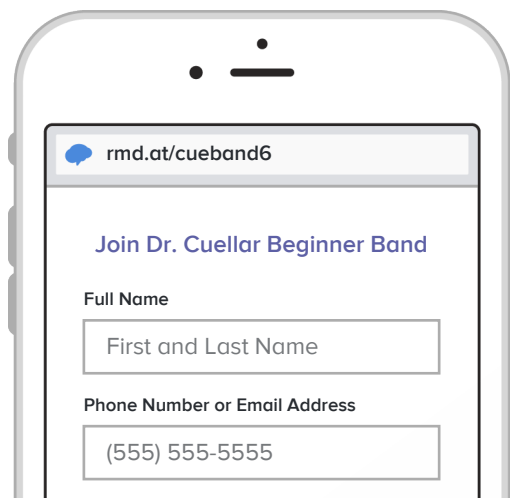 rmd.at/cueband6
Join Dr. Cuellar Beginner Band
Full Name
First and Last Name
Phone Number or Email Address
(555) 555-5555